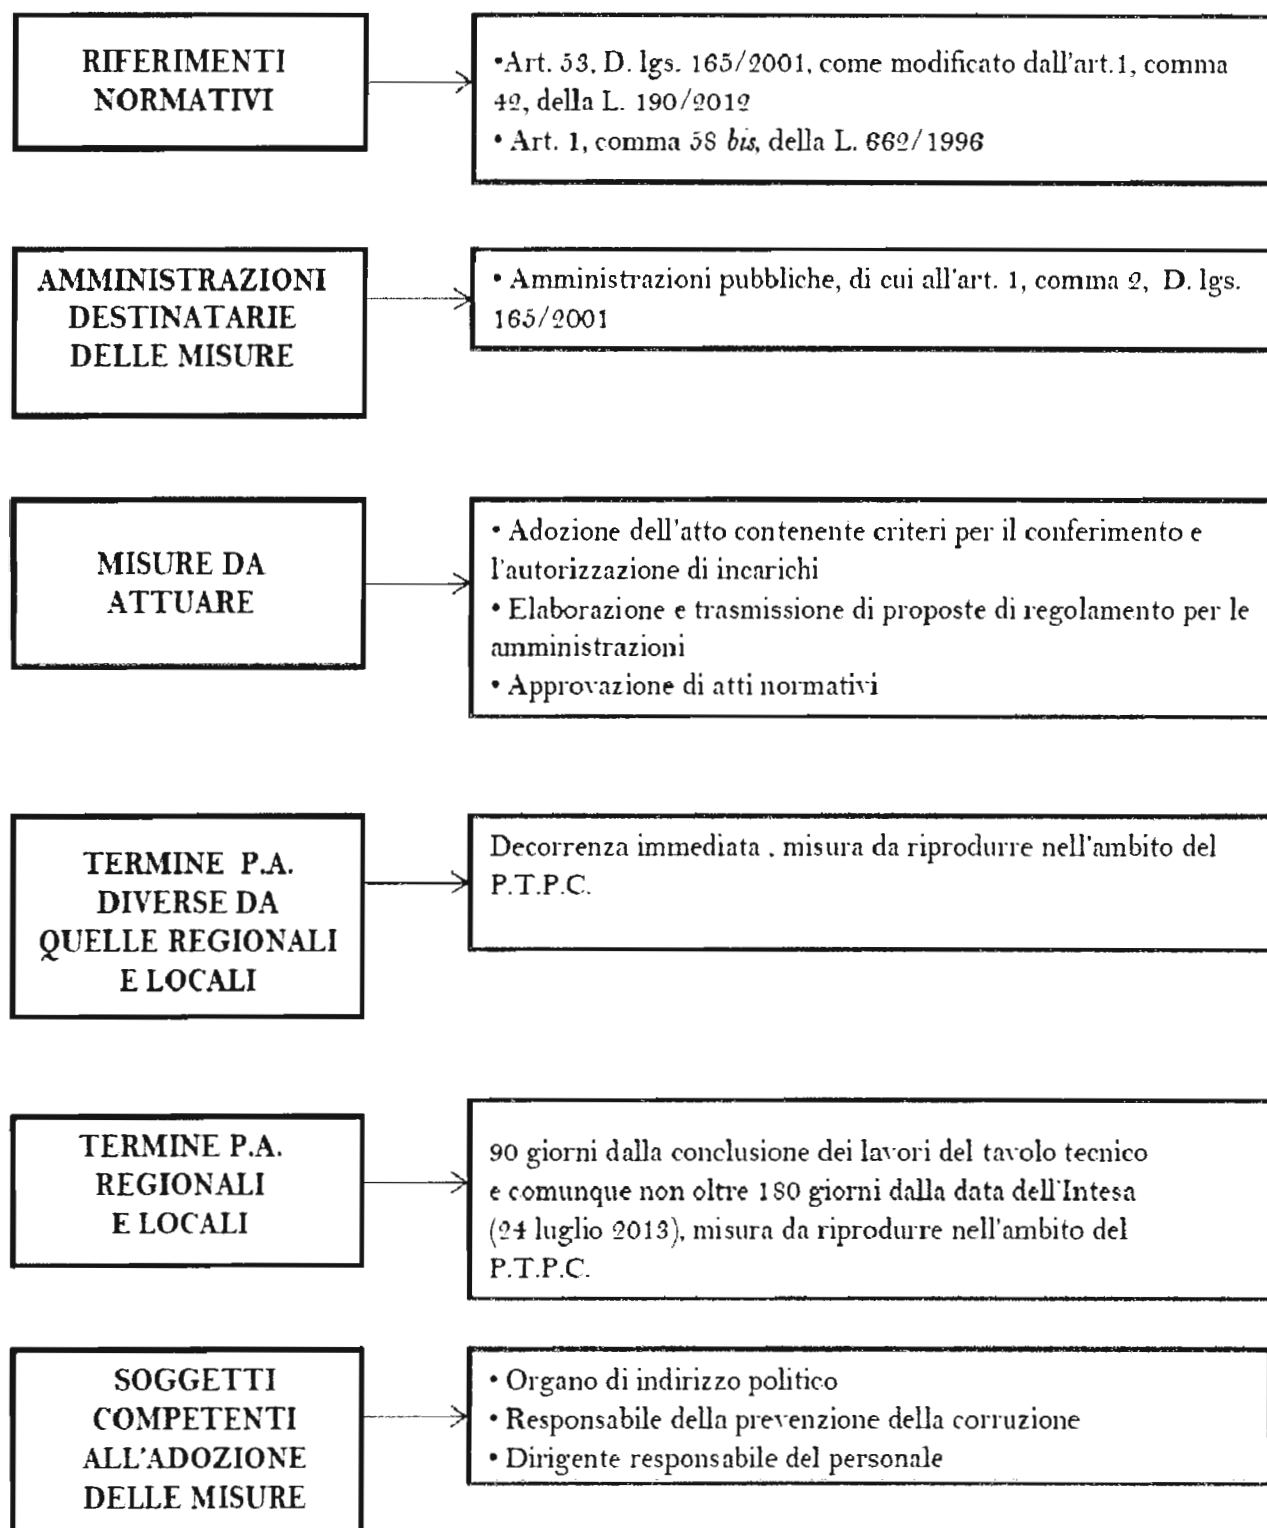 RIFERIMENTI
NORMATIVI
•Art. 53, D. lgs. 165/2001, come modificato dall'art.1, comma
42, della L. 190/2012
• Art. 1, comma 58 bis, della L. 662/1996
AMMINISTRAZIONI
DESTINATARIE
DELLE MISURE
• Amministrazioni pubbliche, di cui all'art. 1, comma 2, D. lgs.
165/2001
MISURE DA
ATTUARE
• Adozione dell'atto contenente criteri per il conferimento e
l'autorizzazione di incarichi
• Elaborazione e trasmissione di proposte di regolamento per le
amministrazioni
• Approvazione di atti normativi
TERMINE P.A.
DIVERSE DA
QUELLE REGIONALI
E LOCALI
Decorrenza immediata , misura da riprodurre nell'ambito del
P.T.P.C.
TERMINE P.A.
REGIONALI
E LOCALI
90 giorni dalla conclusione dei lavori del tavolo tecnico
e comunque non oltre 180 giorni dalla data dell'Intesa
(24 luglio 2013), misura da riprodurre nell'ambito del
P.T.P.C.
SOGGETTI
COMPETENTI
ALL'ADOZIONE
DELLE MISURE
• Organo di indirizzo politico
• Responsabile della prevenzione della corruzione
• Dirigente responsabile del personale